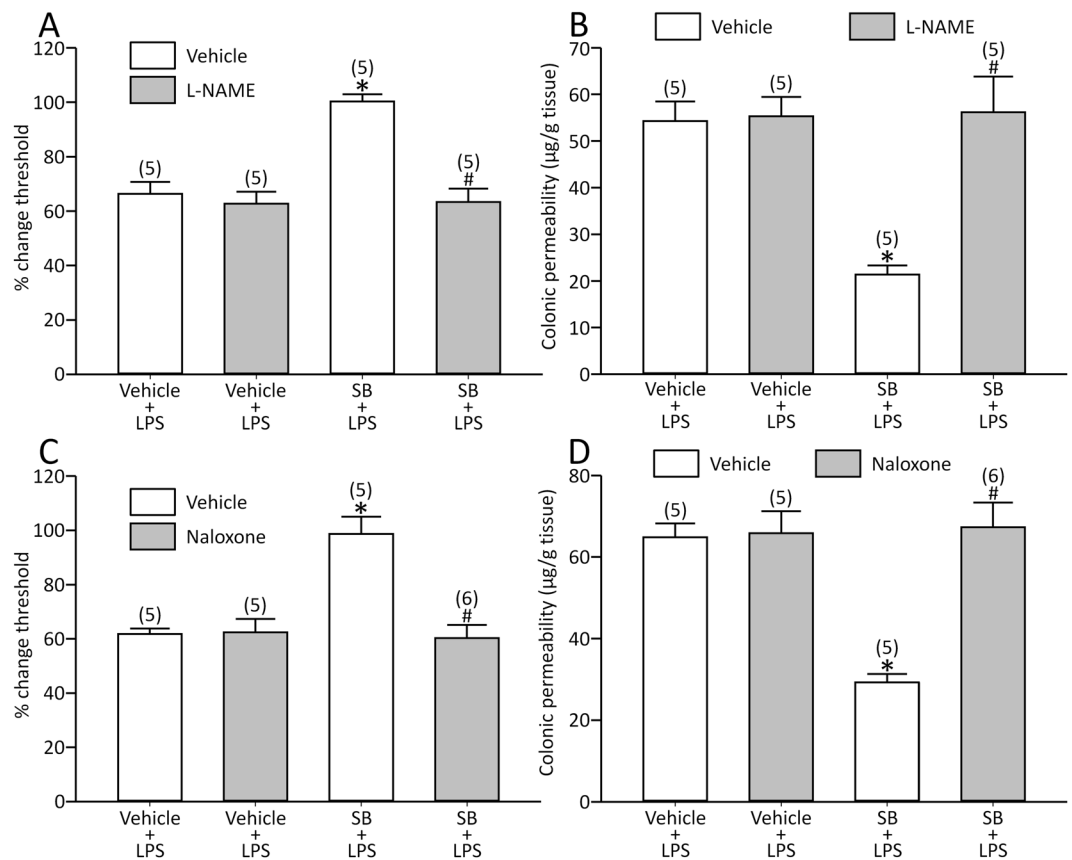 A
Vehicle
L-NAME
% change threshold
120
100
80
60
40
20
0
(5)
(5)
(5)
*
(5)
#
Vehicle
+
LPS
Vehicle
+
LPS
SB
+
LPS
SB
+
LPS
B
Vehicle
L-NAME
Colonic permeability (µg/g tissue)
70
60
50
40
30
20
10
0
(5)
(5)
(5)
*
(5)
#
Vehicle
+
LPS
Vehicle
+
LPS
SB
+
LPS
SB
+
LPS
C
Vehicle
Naloxone
% change threshold
120
100
80
60
40
20
0
(5)
(5)
(5)
*
(6)
#
Vehicle
+
LPS
Vehicle
+
LPS
SB
+
LPS
SB
+
LPS
D
Vehicle
Naloxone
Colonic permeability (µg/g tissue)
80
60
40
20
0
(5)
(5)
(5)
*
(6)
#
Vehicle
+
LPS
Vehicle
+
LPS
SB
+
LPS
SB
+
LPS